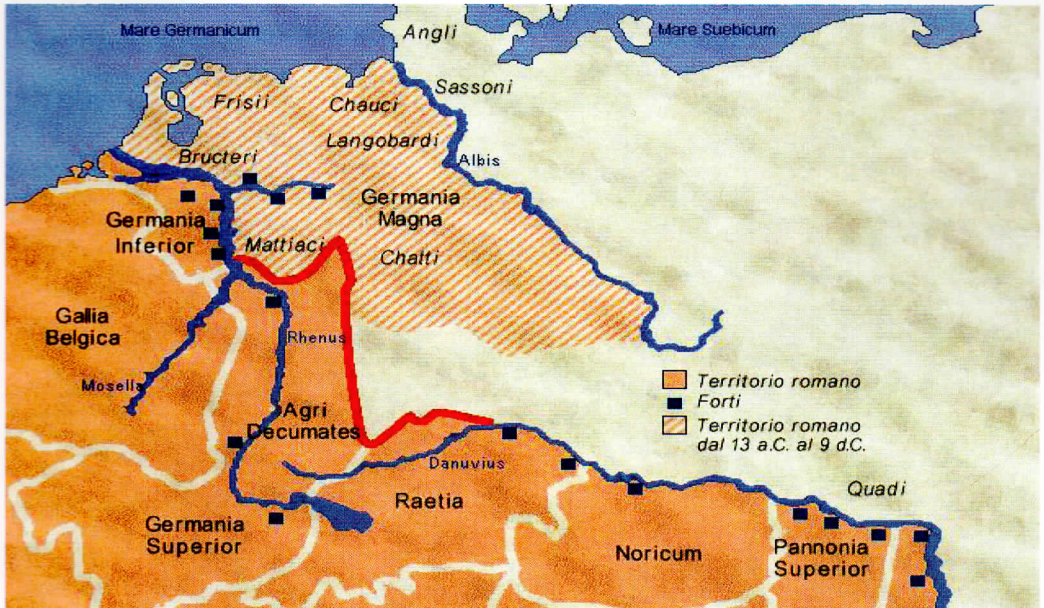 Mare Germanicum
Angli
Mare Suebicum
Sassoni
Frisii
Chauci
Langobardi
Bructeri
Albis
Germania
Magna
Germania
Inferior
Mattiaci
Chatti
Gallia
Belgica
Rhenus
Mosella
Agri
Decumates
Territorio romano
Forti
Territorio romano
dal 13 a.C. al 9 d.C.
Danuvius
Raetia
Quadi
Germania
Superior
Noricum
Pannonia
Superior